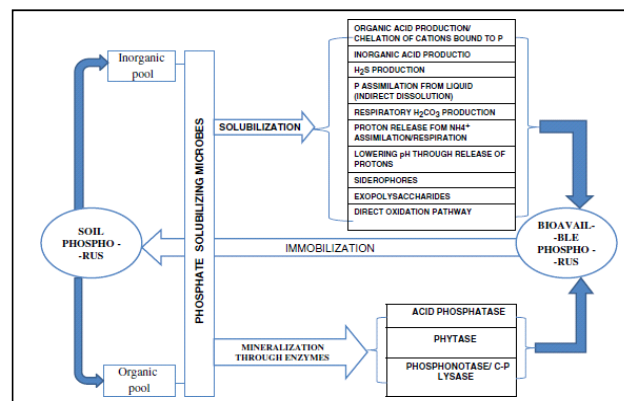 Inorganic
pool
SOIL
PHOSPHO -
-RUS
Organic
pool
PHOSPHATE SOLUBILIZING MICROBES
SOLUBILIZATION
ORGANIC ACID PRODUCTION/
CHELATION OF CATIONS BOUND TO P
INORGANIC ACID PRODUCTIO
H₂S PRODUCTION
P ASSIMILATION FROM LIQUID
(INDIRECT DISSOLUTION)
RESPIRATORY H₂CO₃ PRODUCTION
PROTON RELEASE FOM NH4⁺
ASSIMILATION/RESPIRATION
LOWERING pH THROUGH RELEASE OF
PROTONS
SIDEROPHORES
EXOPOLYSACCHARIDES
DIRECT OXIDATION PATHWAY
IMMOBILIZATION
BIOAVAIL-
-BLE
PHOSPHO -
-RUS
MINERALIZATION
THROUGH ENZYMES
ACID PHOSPHATASE
PHYTASE
PHOSPHONOTASE/ C-P
LYSASE